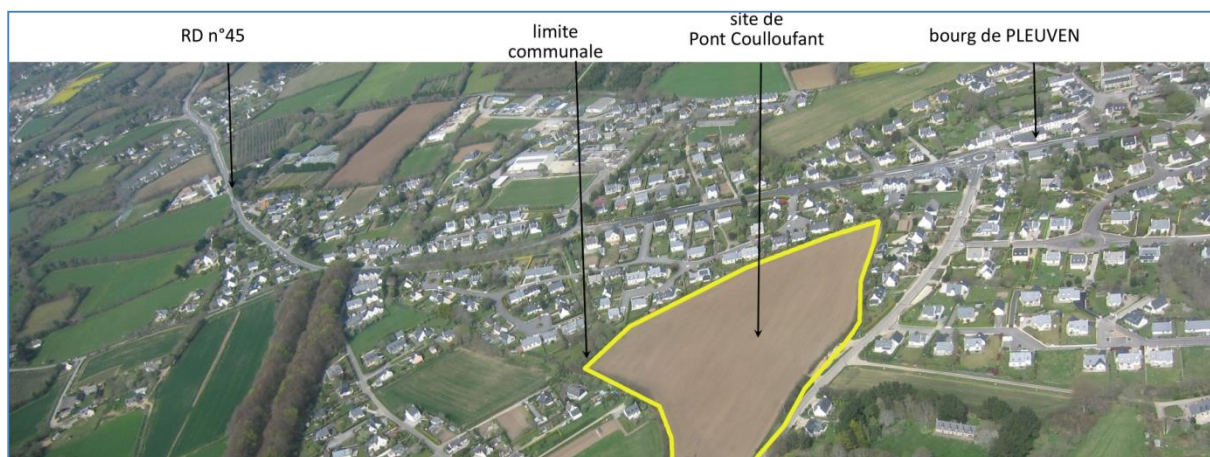 RD n°45
limite
communale
site de
Pont Coulloufant
bourg de PLEUVEN